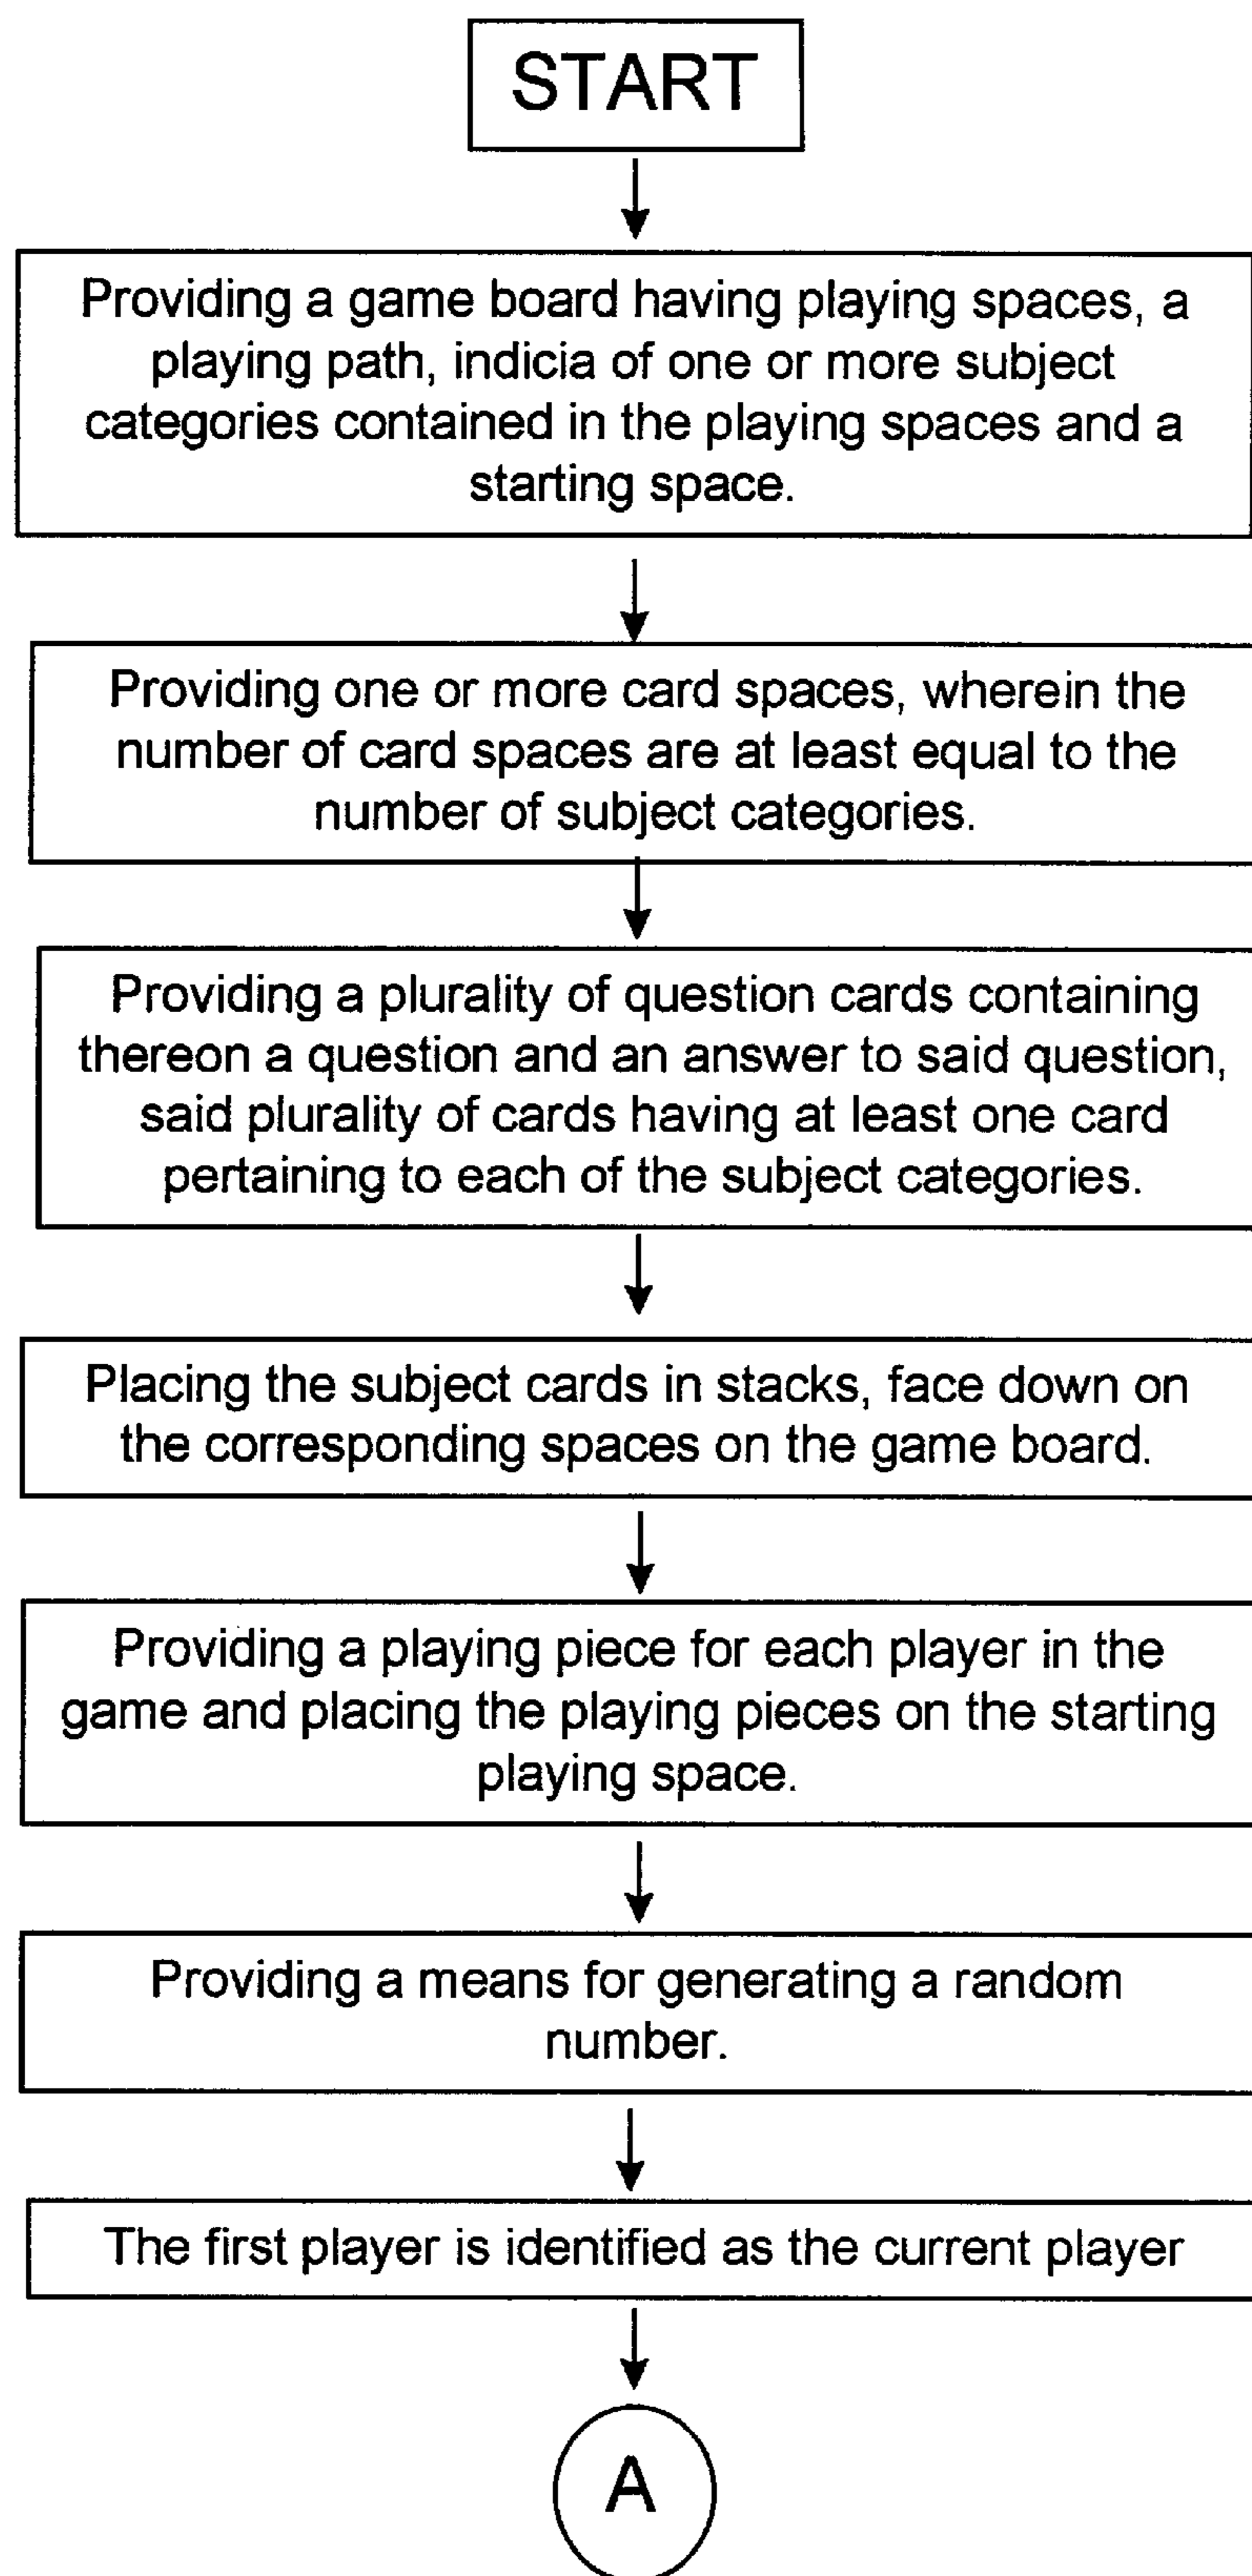 START
Providing a game board having playing spaces, a
playing path, indicia of one or more subject
categories contained in the playing spaces and a
starting space.
Providing one or more card spaces, wherein the
number of card spaces are at least equal to the
number of subject categories.
Providing a plurality of question cards containing
thereon a question and an answer to said question,
said plurality of cards having at least one card
pertaining to each of the subject categories.
Placing the subject cards in stacks, face down on
the corresponding spaces on the game board.
Providing a playing piece for each player in the
game and placing the playing pieces on the starting
playing space.
Providing a means for generating a random
number.
The first player is identified as the current player
A